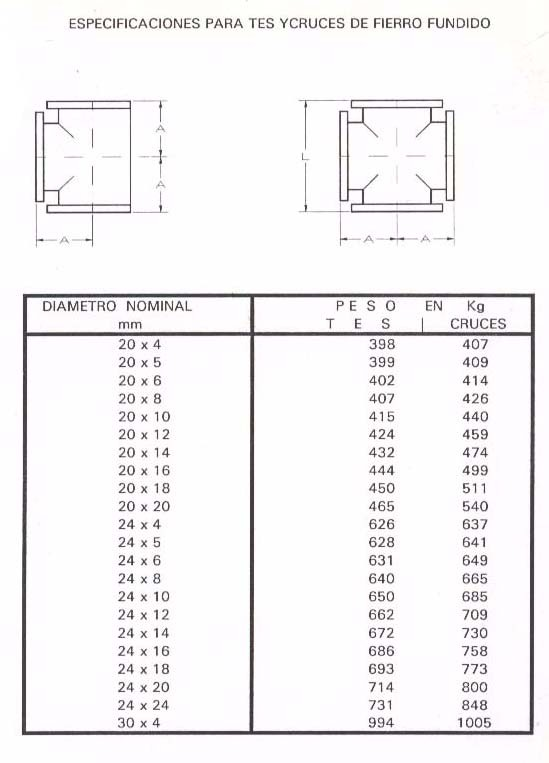 ESPECIFICACIONES PARA TES YCRUCES DE FIERRO FUNDIDO
A
A
A
L
A A
DIAMETRO NOMINAL PESO EN Kg
mm TES | CRUCES
20 x 4 398 407
20 x 5 399 409
20 x 6 402 414
20 x 8 407 426
20 x 10 415 440
20 x 12 424 459
20 x 14 432 474
20 x 16 444 499
20 x 18 450 511
20 x 20 465 540
24 x 4 626 637
24 x 5 628 641
24 x 6 631 649
24 x 8 640 665
24 x 10 650 685
24 x 12 662 709
24 x 14 672 730
24 x 16 686 758
24 x 18 693 773
24 x 20 714 800
24 x 24 731 848
30 x 4 994 1005